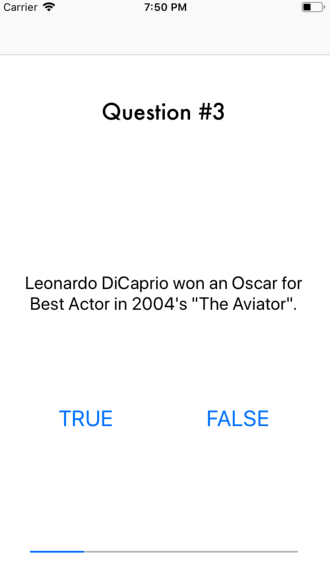 Carrier 7:50 PM
Question #3
Leonardo DiCaprio won an Oscar for
Best Actor in 2004's "The Aviator".
TRUE FALSE